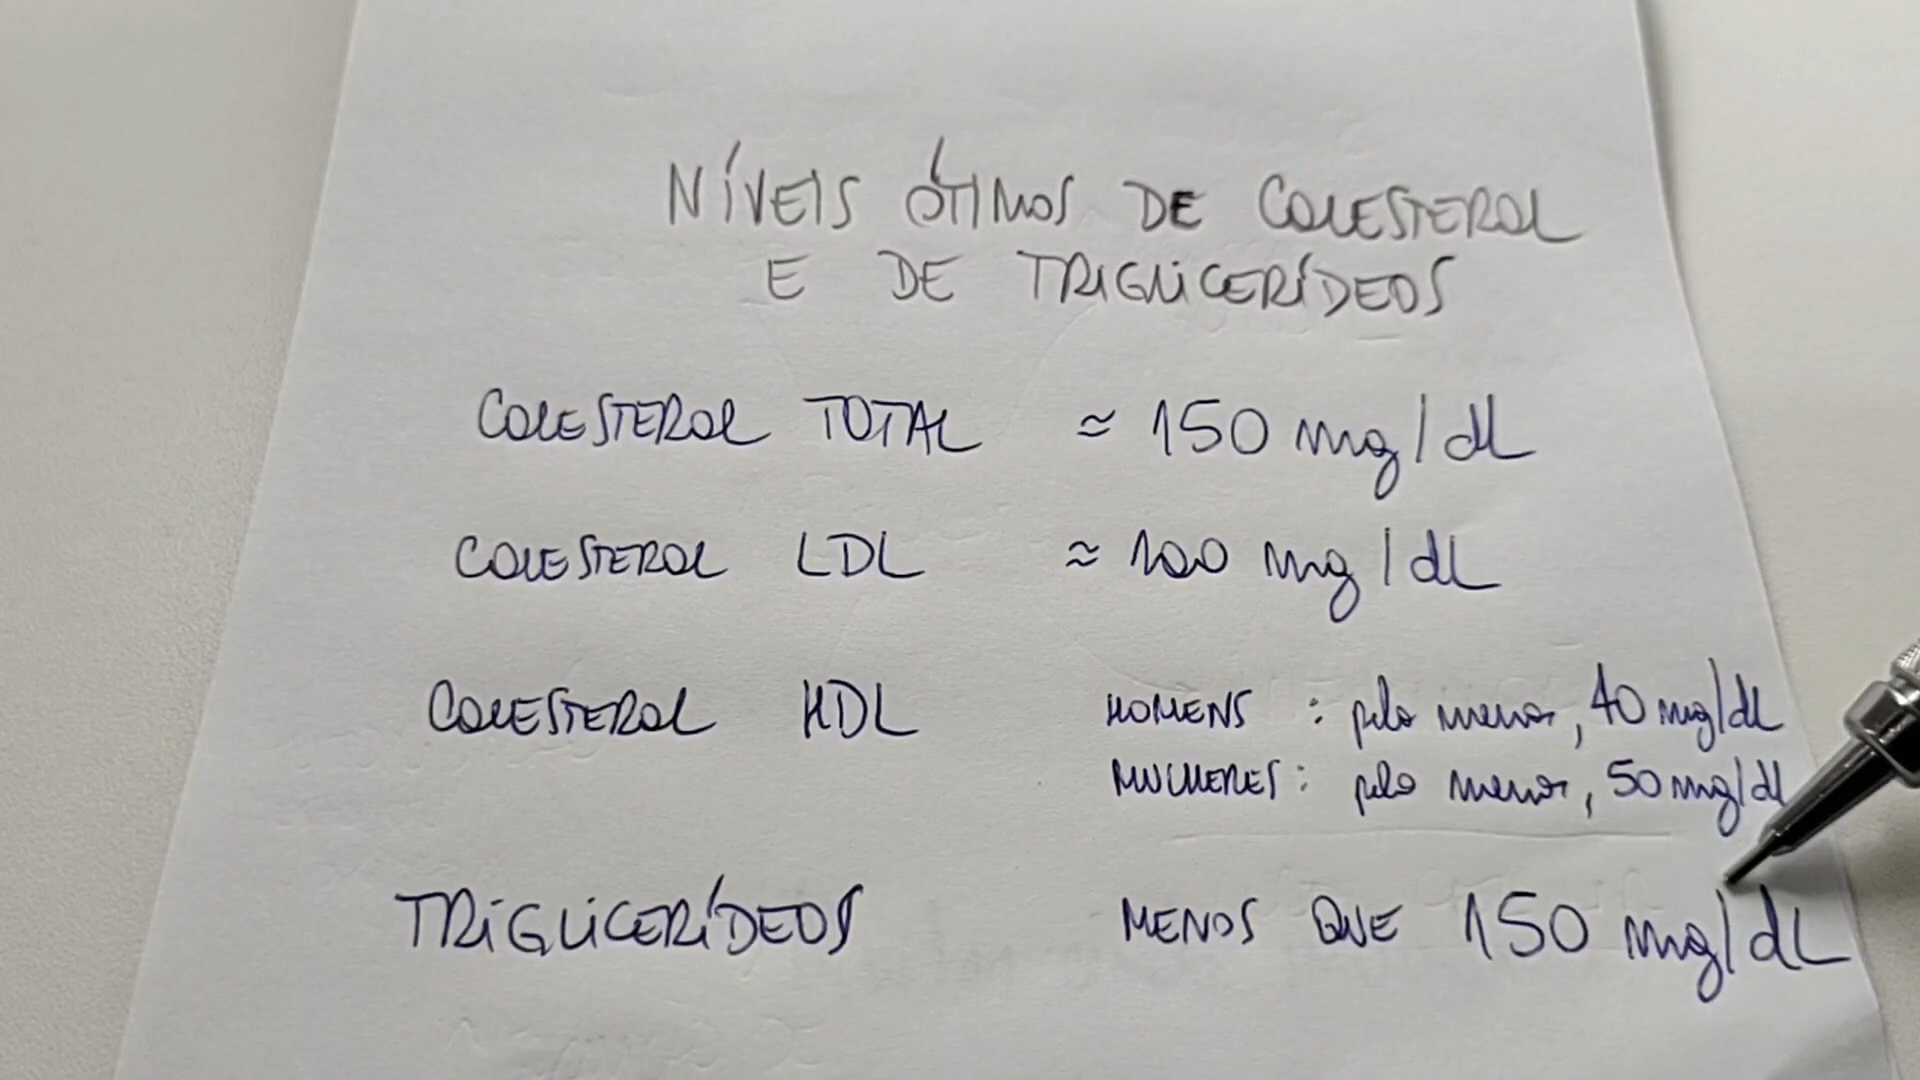 NÍVEIS ÓTIMOS DE COLESTEROL
E DE TRIGLICERÍDEOS
COLESTEROL TOTAL ≈ 150 mg/dL
COLESTEROL LDL ≈ 100 mg/dL
COLESTEROL HDL HOMENS : pelo menos, 40 mg/dL
MULHERES : pelo menos, 50 mg/dL
TRIGLICERÍDEOS MENOS QUE 150 mg/dL